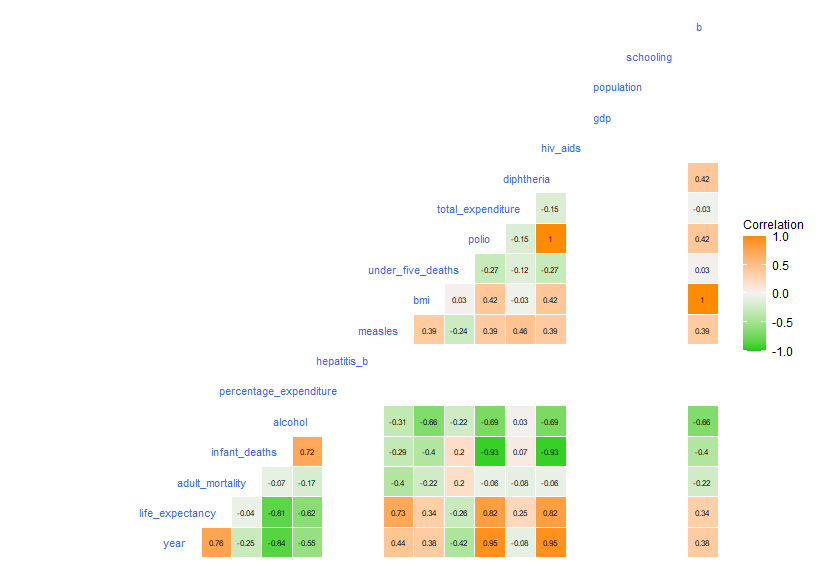 b
schooling
population
gdp
hiv_aids
diphtheria 0.42
total_expenditure -0.15 -0.03
Correlation
polio -0.15 1 0.42 1.0
under_five_deaths -0.27 -0.12 -0.27 0.03 0.5
bmi 0.03 0.42 -0.03 0.42 1 0.0
measles 0.39 -0.24 0.39 0.46 0.39 0.39 -0.5
-1.0
hepatitis_b
percentage_expenditure
alcohol -0.31 -0.66 -0.22 -0.69 0.03 -0.69 -0.66
infant_deaths 0.72 -0.29 -0.4 0.2 -0.93 0.07 -0.93 -0.4
adult_mortality -0.07 -0.17 -0.4 -0.22 0.2 -0.06 -0.08 -0.06 -0.22
life_expectancy -0.04 -0.81 -0.62 0.73 0.34 -0.26 0.82 0.25 0.82 0.34
year 0.76 -0.25 -0.84 -0.55 0.44 0.38 -0.42 0.95 -0.08 0.95 0.38